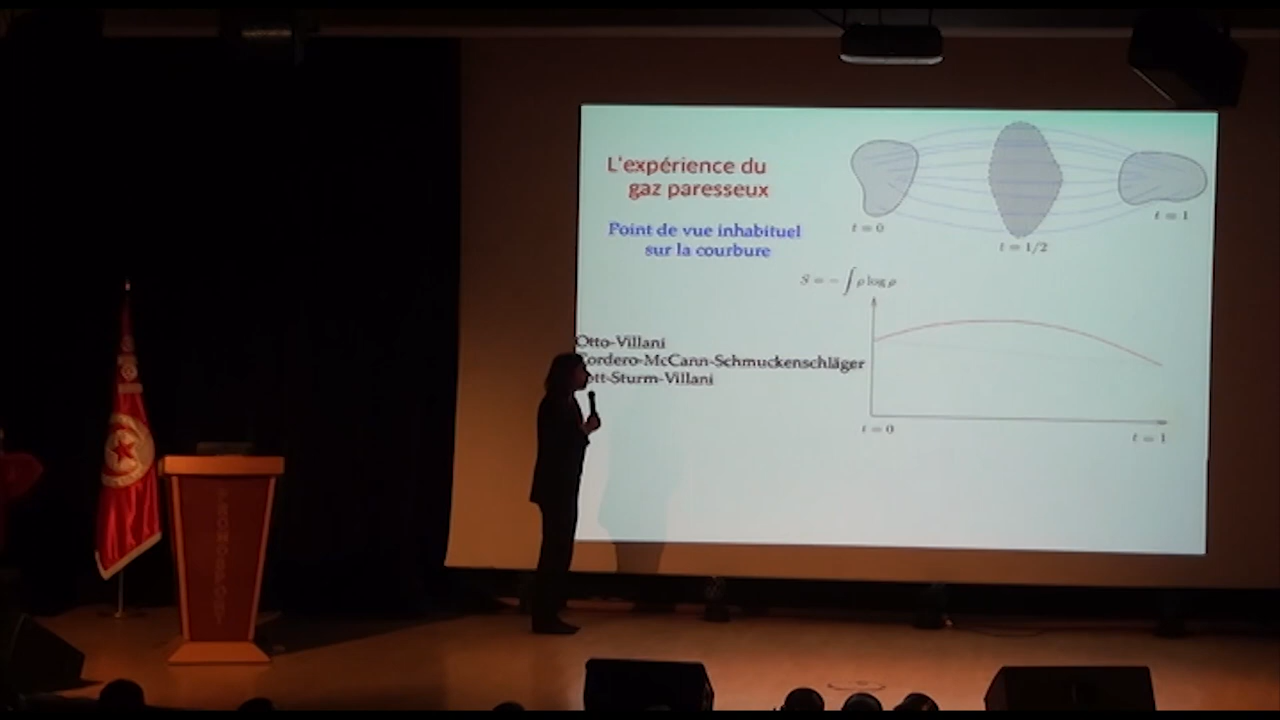 L'expérience du
gaz paresseux
Point de vue inhabituel
sur la courbure
t = 0
t = 1/2
t = 1
S = − ∫ ρ log ρ
Otto-Villani
Cordero-McCann-Schmuckenschläger
ott-Sturm-Villani
t = 0
t = 1